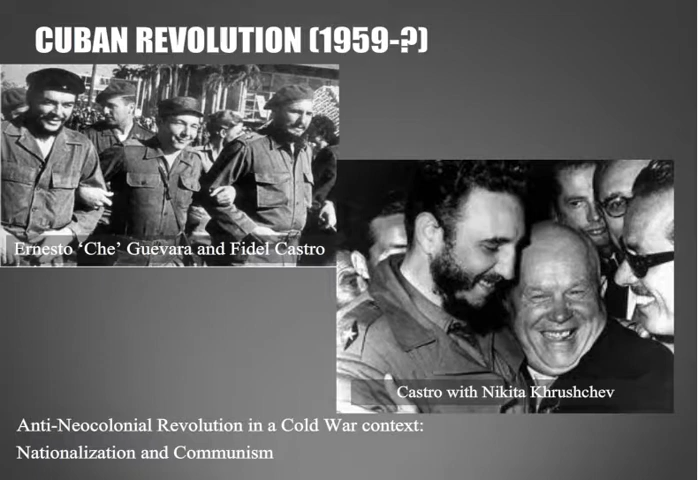 CUBAN REVOLUTION (1959-?)
Ernesto ‘Che’ Guevara and Fidel Castro
Castro with Nikita Khrushchev
Anti-Neocolonial Revolution in a Cold War context:
Nationalization and Communism